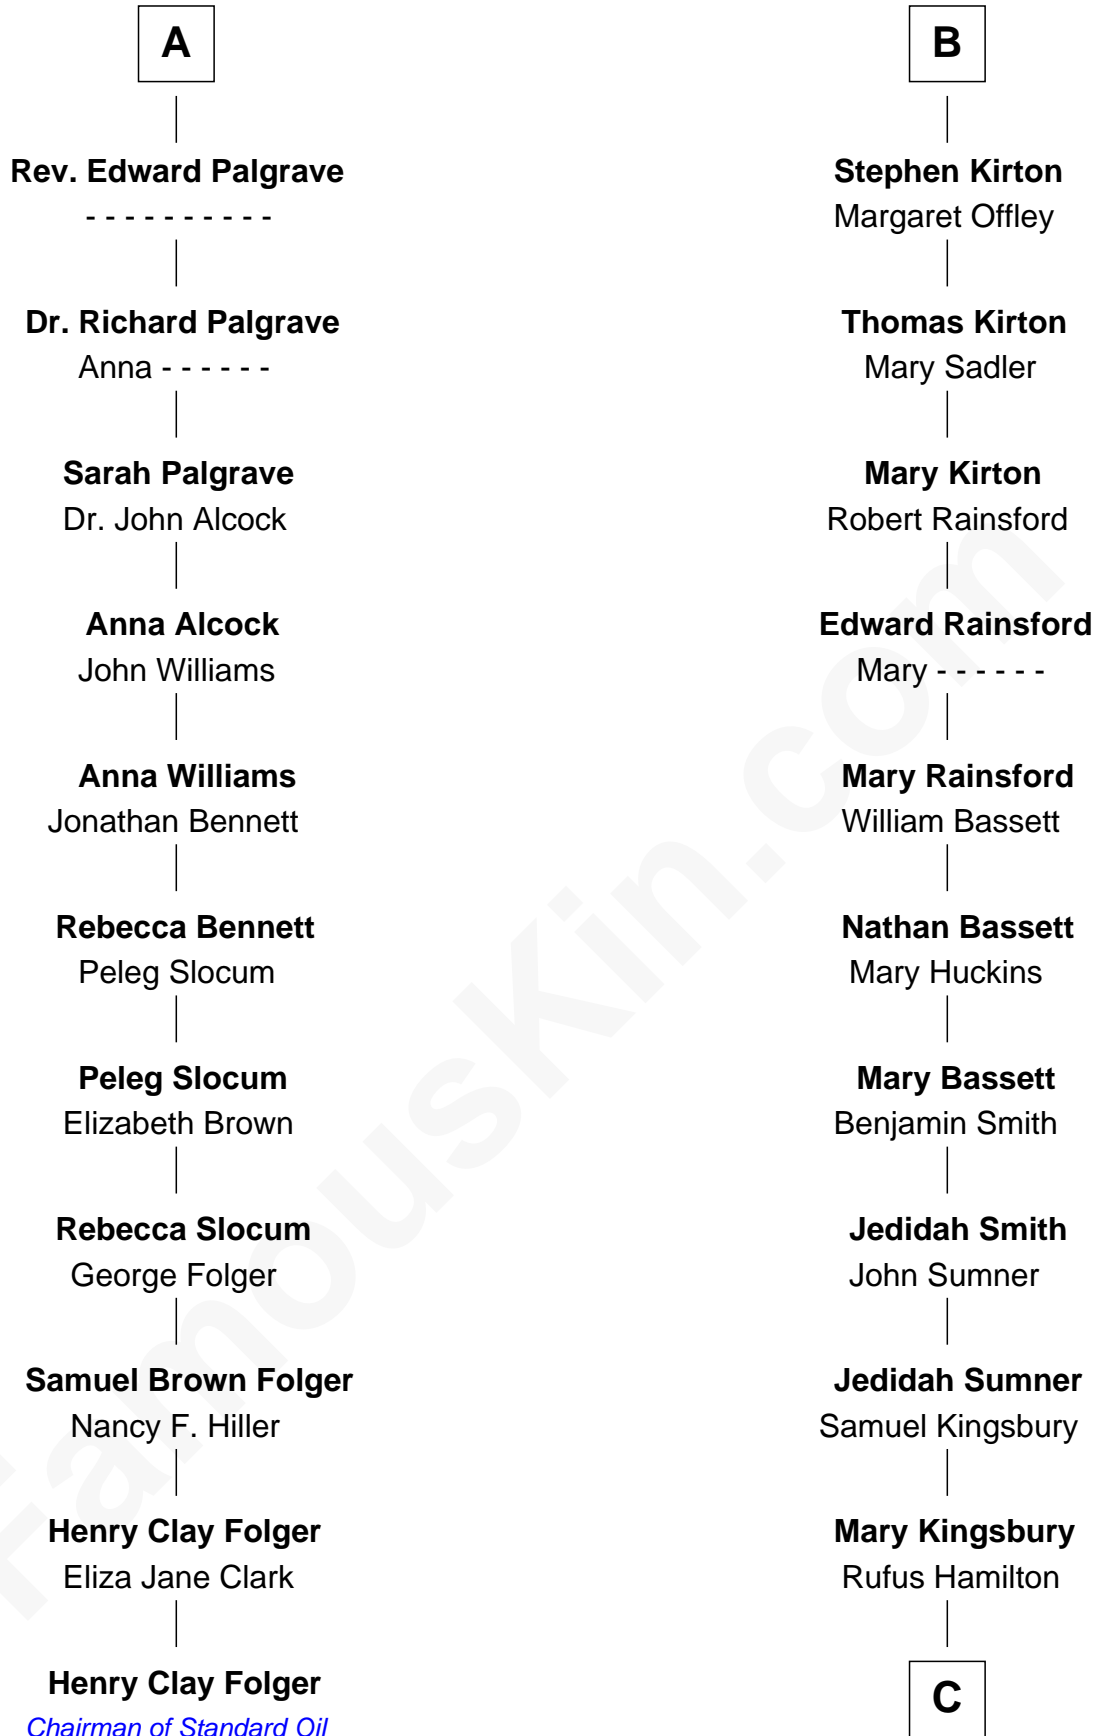 A
Rev. Edward Palgrave
- - - - - - - - - -
Dr. Richard Palgrave
Anna - - - - - -
Sarah Palgrave
Dr. John Alcock
Anna Alcock
John Williams
Anna Williams
Jonathan Bennett
Rebecca Bennett
Peleg Slocum
Peleg Slocum
Elizabeth Brown
Rebecca Slocum
George Folger
Samuel Brown Folger
Nancy F. Hiller
Henry Clay Folger
Eliza Jane Clark
Henry Clay Folger
Chairman of Standard Oil
B
Stephen Kirton
Margaret Offley
Thomas Kirton
Mary Sadler
Mary Kirton
Robert Rainsford
Edward Rainsford
Mary - - - - - -
Mary Rainsford
William Bassett
Nathan Bassett
Mary Huckins
Mary Bassett
Benjamin Smith
Jedidah Smith
John Sumner
Jedidah Sumner
Samuel Kingsbury
Mary Kingsbury
Rufus Hamilton
C
FamousKin.com